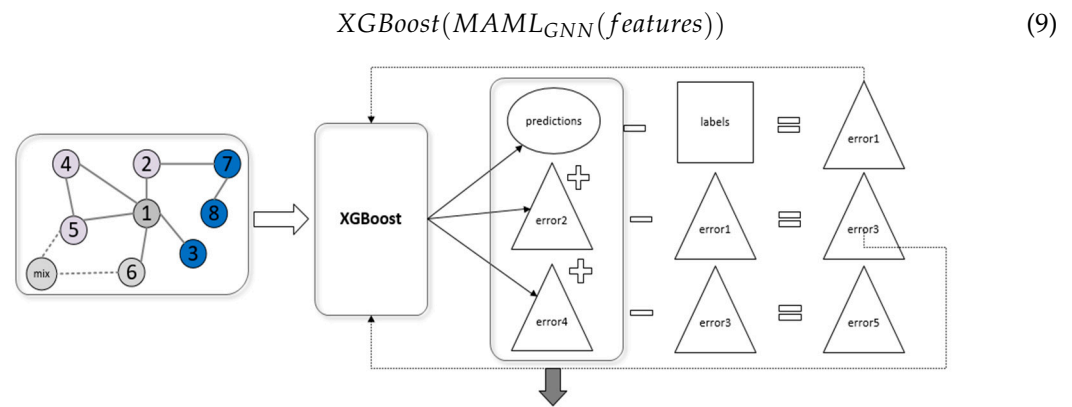 XGBoost(MAML_GNN(features)) (9)
4 2 7
predictions labels error1
1 8
5
XGBoost
error2 error1 error3
3
mix 6
error4 error3 error5